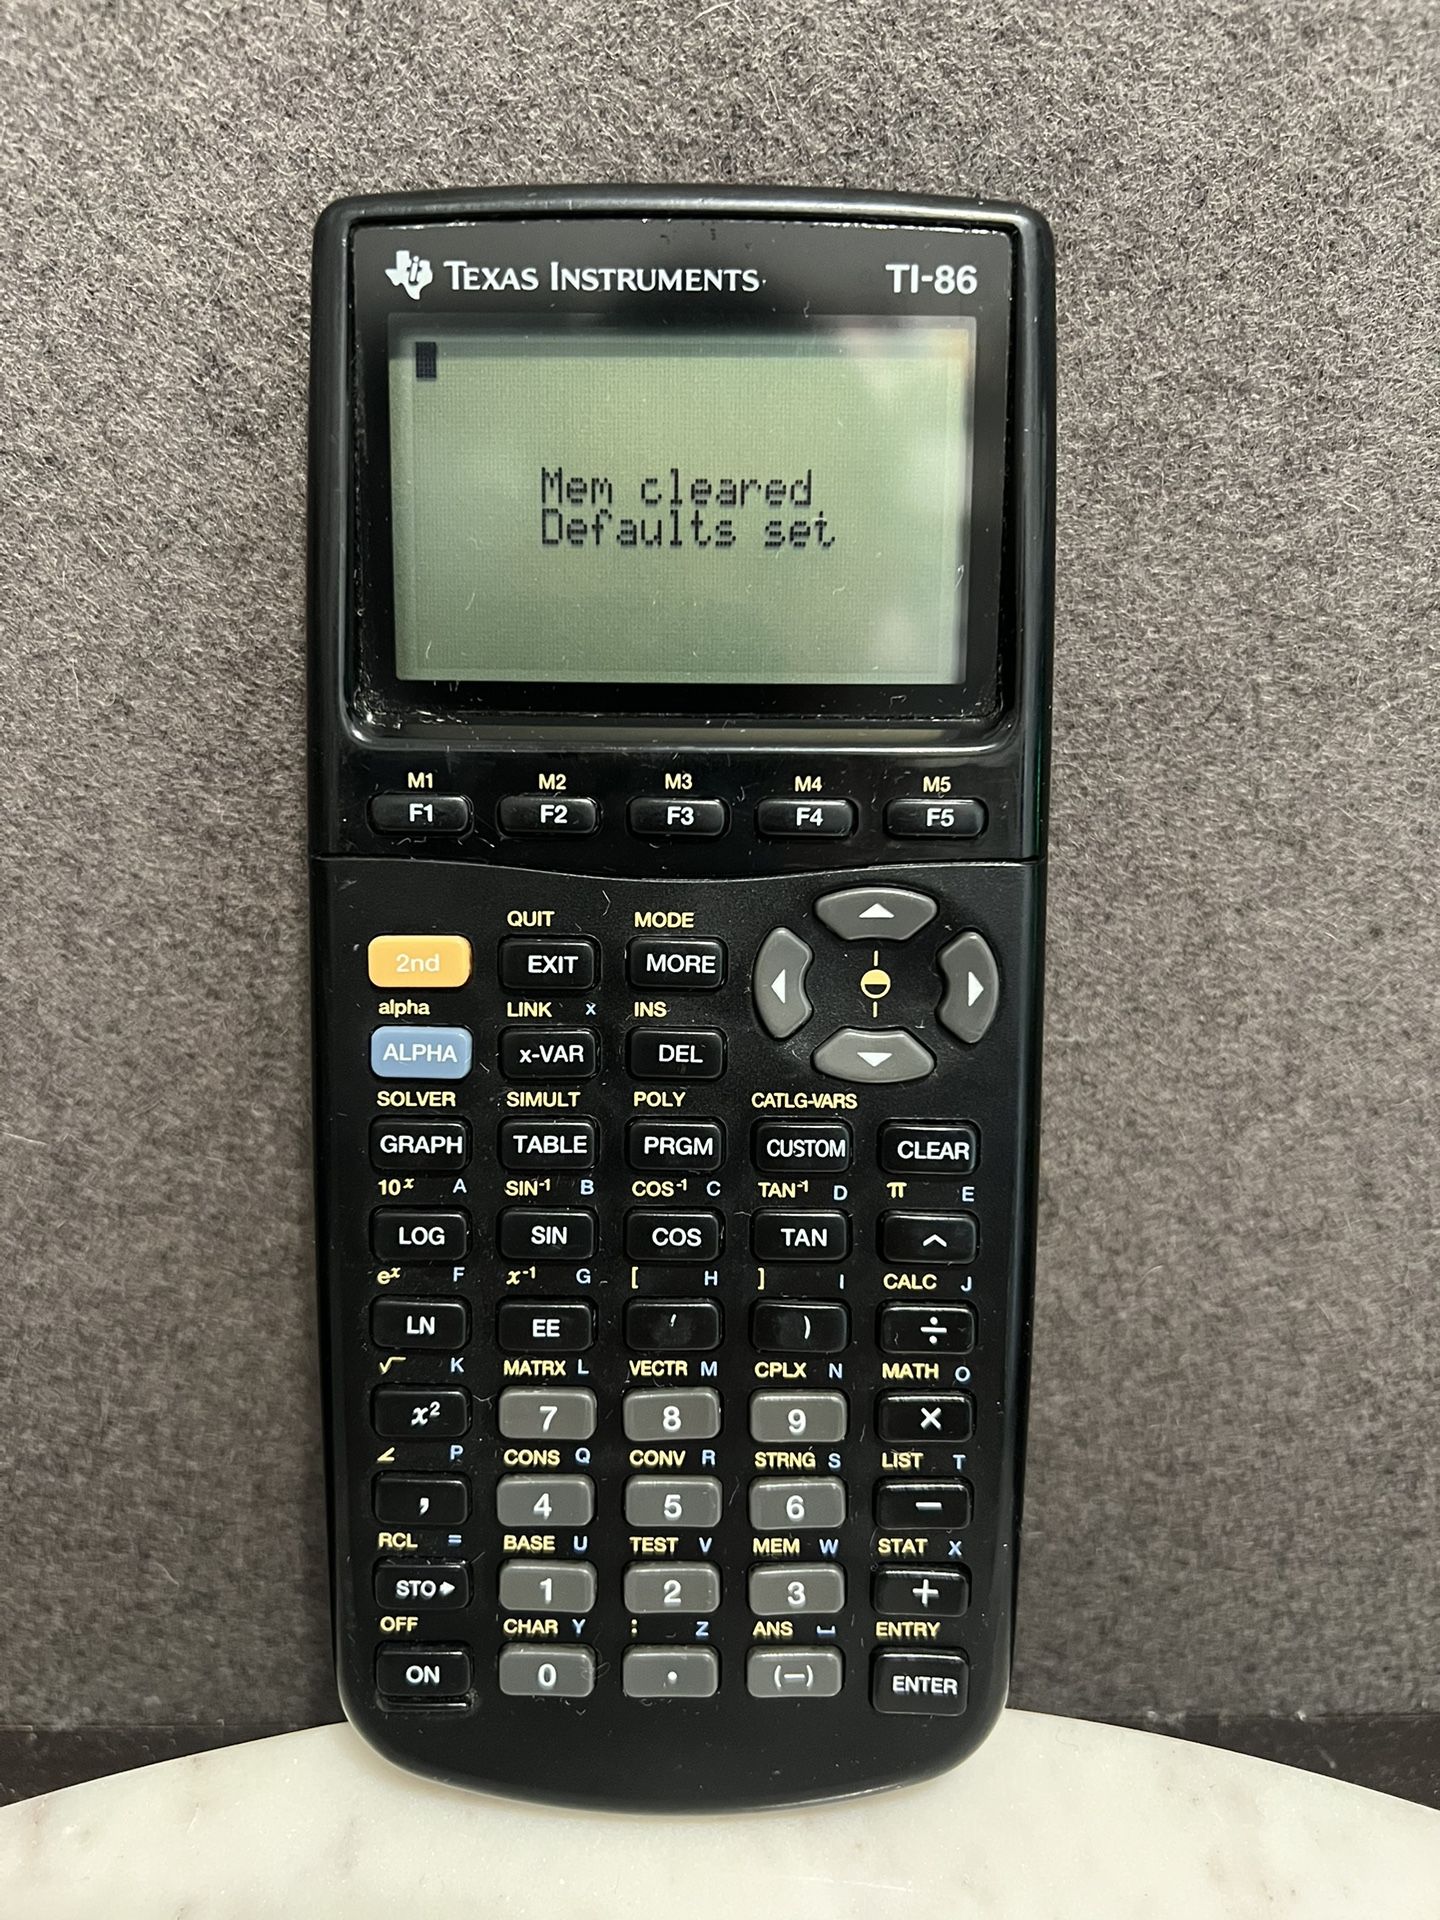 TEXAS INSTRUMENTS TI-86
Mem cleared
Defaults set
M1 M2 M3 M4 M5
F1 F2 F3 F4 F5
QUIT MODE
2nd EXIT MORE
alpha LINK x INS
ALPHA x-VAR DEL
SOLVER SIMULT POLY CATLG-VARS
GRAPH TABLE PRGM CUSTOM CLEAR
10ˣ A SIN⁻¹ B COS⁻¹ C TAN⁻¹ D π E
LOG SIN COS TAN ^
eˣ F x⁻¹ G [ H ] I CALC J
LN EE )  ÷
√ K MATRX L VECTR M CPLX N MATH O
x² 7 8 9 ×
∠ P CONS Q CONV R STRNG S LIST T
, 4 5 6 −
RCL = BASE U TEST V MEM W STAT X
STO▸ 1 2 3 +
OFF CHAR Y : Z ANS ⎵ ENTRY
ON 0 . (−) ENTER